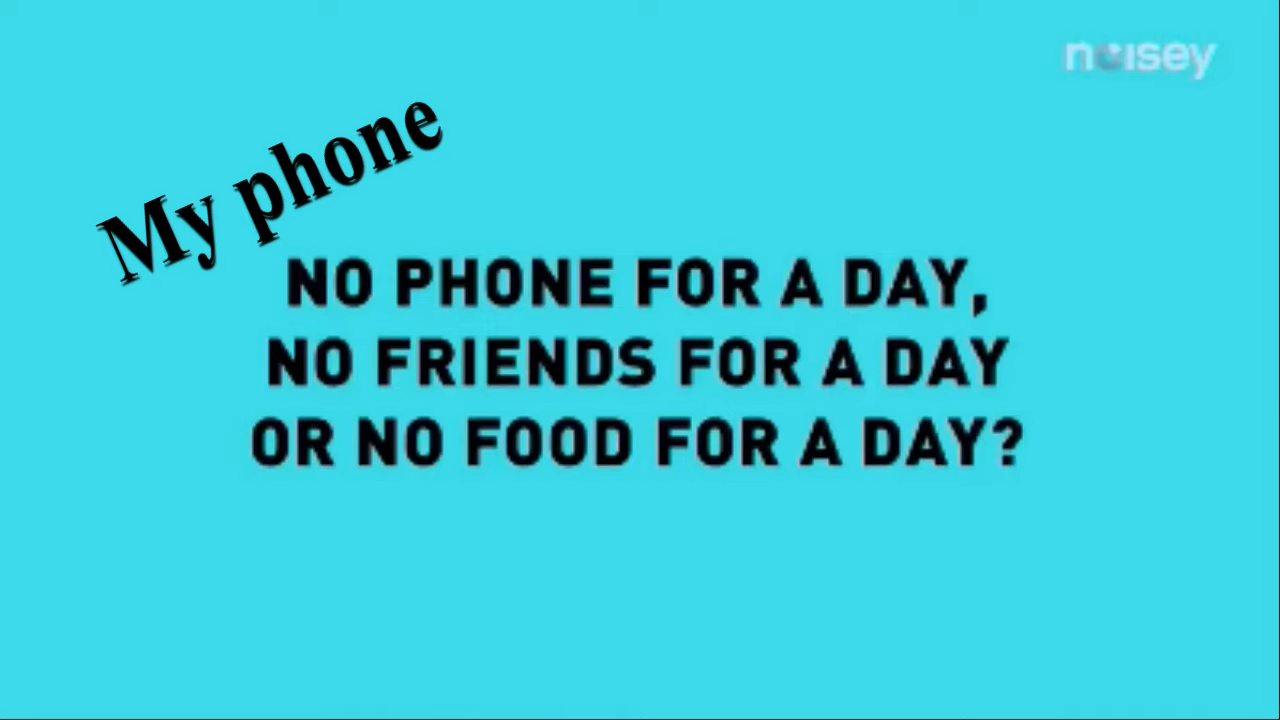 noisey
My phone
NO PHONE FOR A DAY,
NO FRIENDS FOR A DAY
OR NO FOOD FOR A DAY?